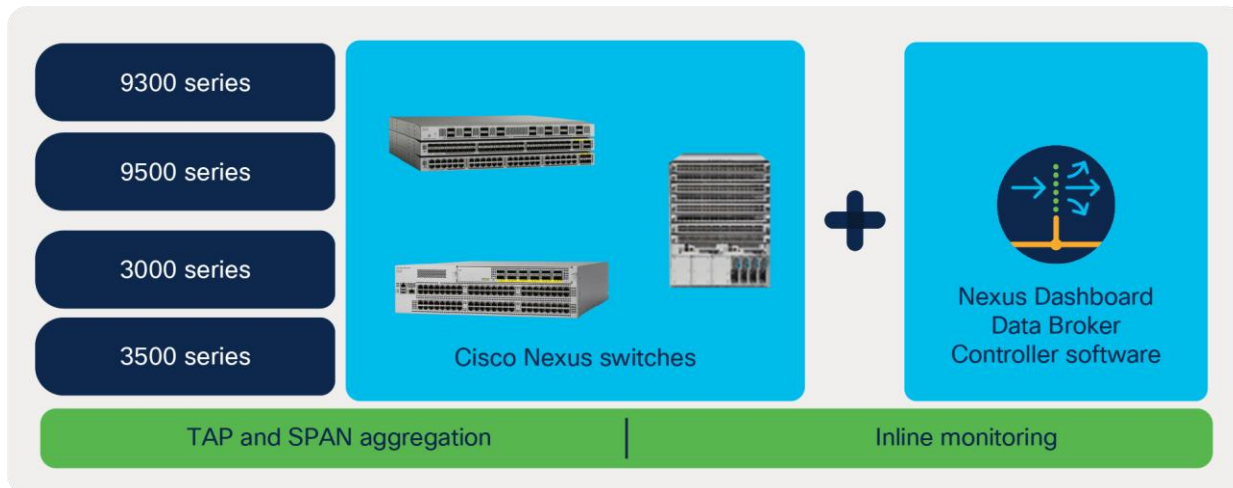 9300 series
9500 series
3000 series
3500 series
Cisco Nexus switches
Nexus Dashboard
Data Broker
Controller software
TAP and SPAN aggregation
Inline monitoring